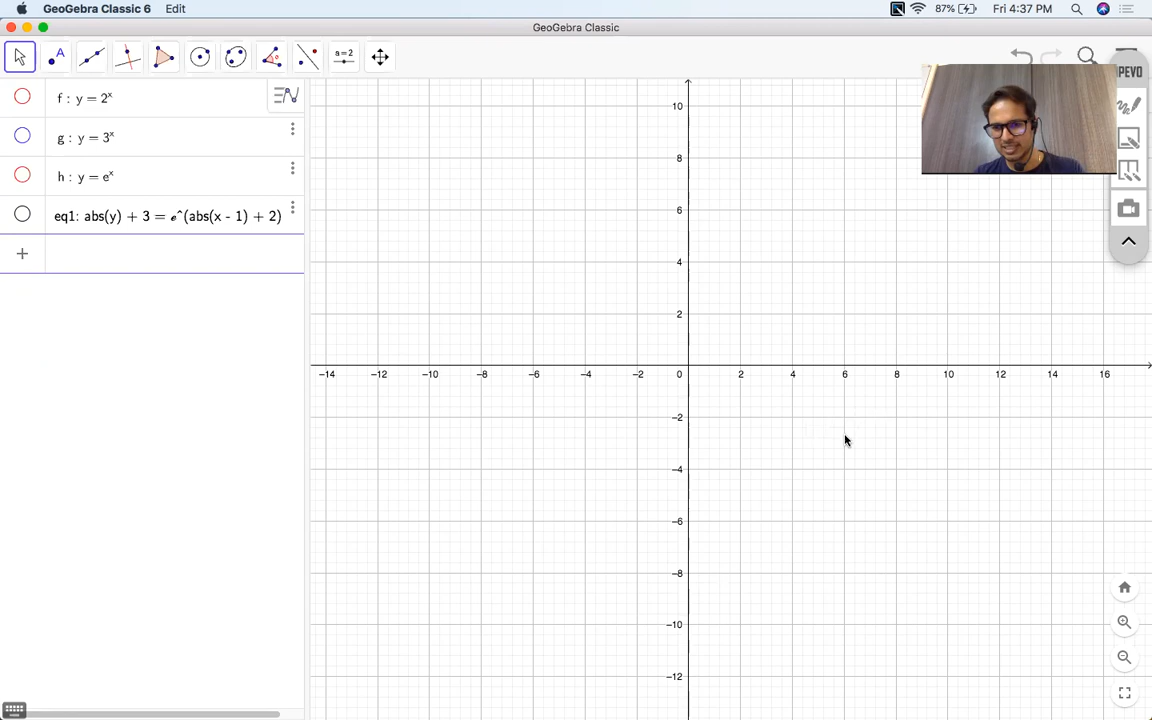 GeoGebra Classic 6 Edit 87% Fri 4:37 PM
GeoGebra Classic
A a=2
PEVO
f : y = 2ˣ
g : y = 3ˣ
h : y = eˣ
eq1: abs(y) + 3 = ℯ^(abs(x - 1) + 2)
+
10
8
6
4
2
−14 −12 −10 −8 −6 −4 −2 0 2 4 6 8 10 12 14 16
−2
−4
−6
−8
−10
−12